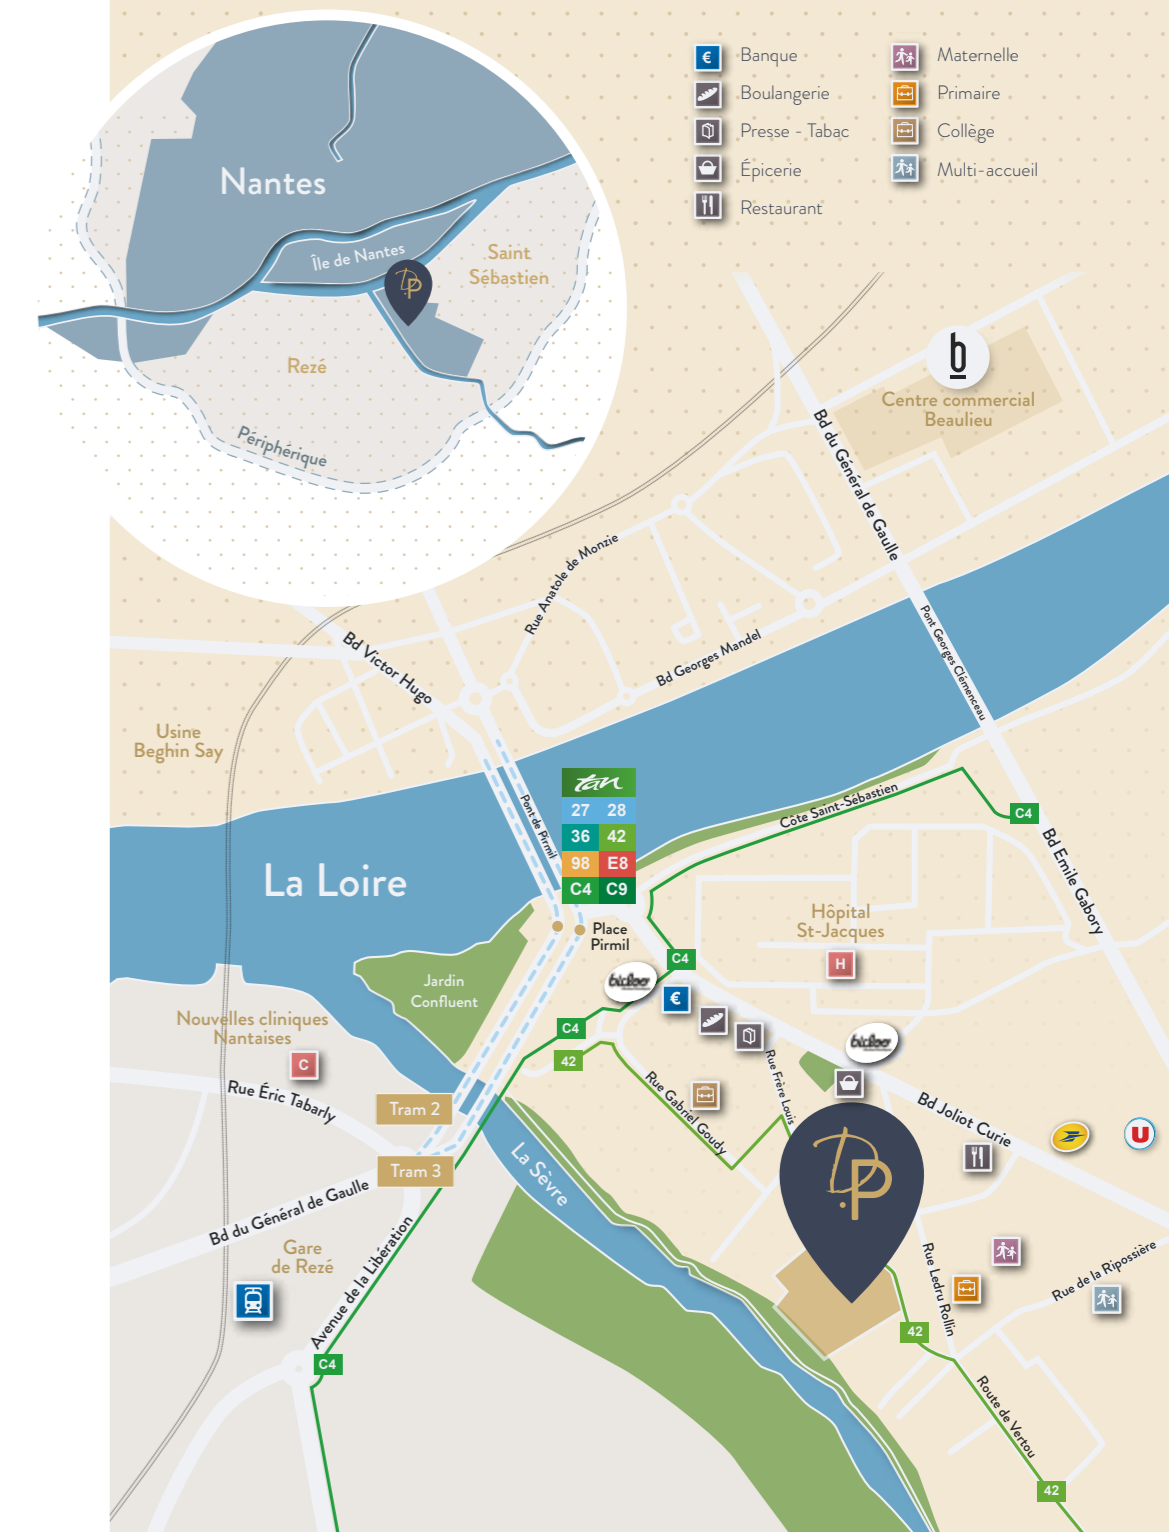 Nantes
Île de Nantes
Saint
Sébastien
DP
Rezé
Périphérique
€ Banque
Boulangerie
Presse - Tabac
Épicerie
Restaurant
Maternelle
Primaire
Collège
Multi-accueil
b
Centre commercial
Beaulieu
Bd du Général de Gaulle
Rue Anatole de Monzie
Bd Georges Mandel
Pont Georges Clémenceau
Bd Victor Hugo
Usine
Beghin Say
tan
27 28
36 42
98 E8
C4 C9
Pont de Pirmil
Côte Saint-Sébastien
C4
Bd Emile Gabory
La Loire
Hôpital
St-Jacques
H
Place
Pirmil
C4
bicloo
€
Jardin
Confluent
Nouvelles cliniques
Nantaises
C
C4
42
bicloo
Rue Frère Louis
Rue Gabriel Goudy
Rue Éric Tabarly
Tram 2
Bd Joliot Curie
U
Tram 3
La Sèvre
DP
Bd du Général de Gaulle
Gare
de Rezé
Avenue de la Libération
Rue Ledru Rollin
Rue de la Ripossière
42
C4
Route de Vertou
42